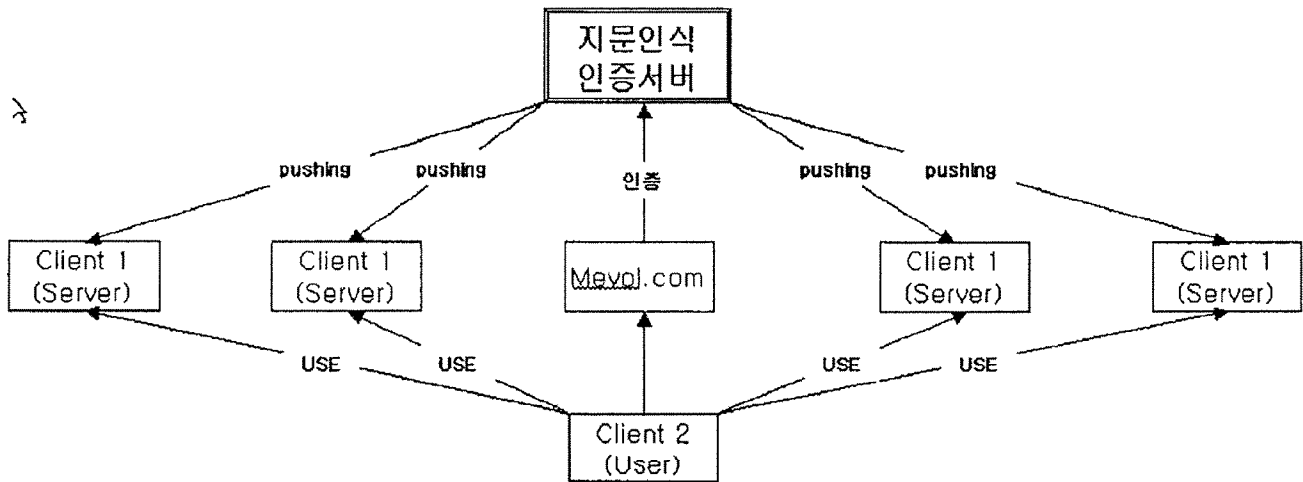 지문인식
인증서버
pushing
pushing
인증
pushing
pushing
Client 1
(Server)
Client 1
(Server)
Mevol.com
Client 1
(Server)
Client 1
(Server)
USE
USE
USE
USE
Client 2
(User)